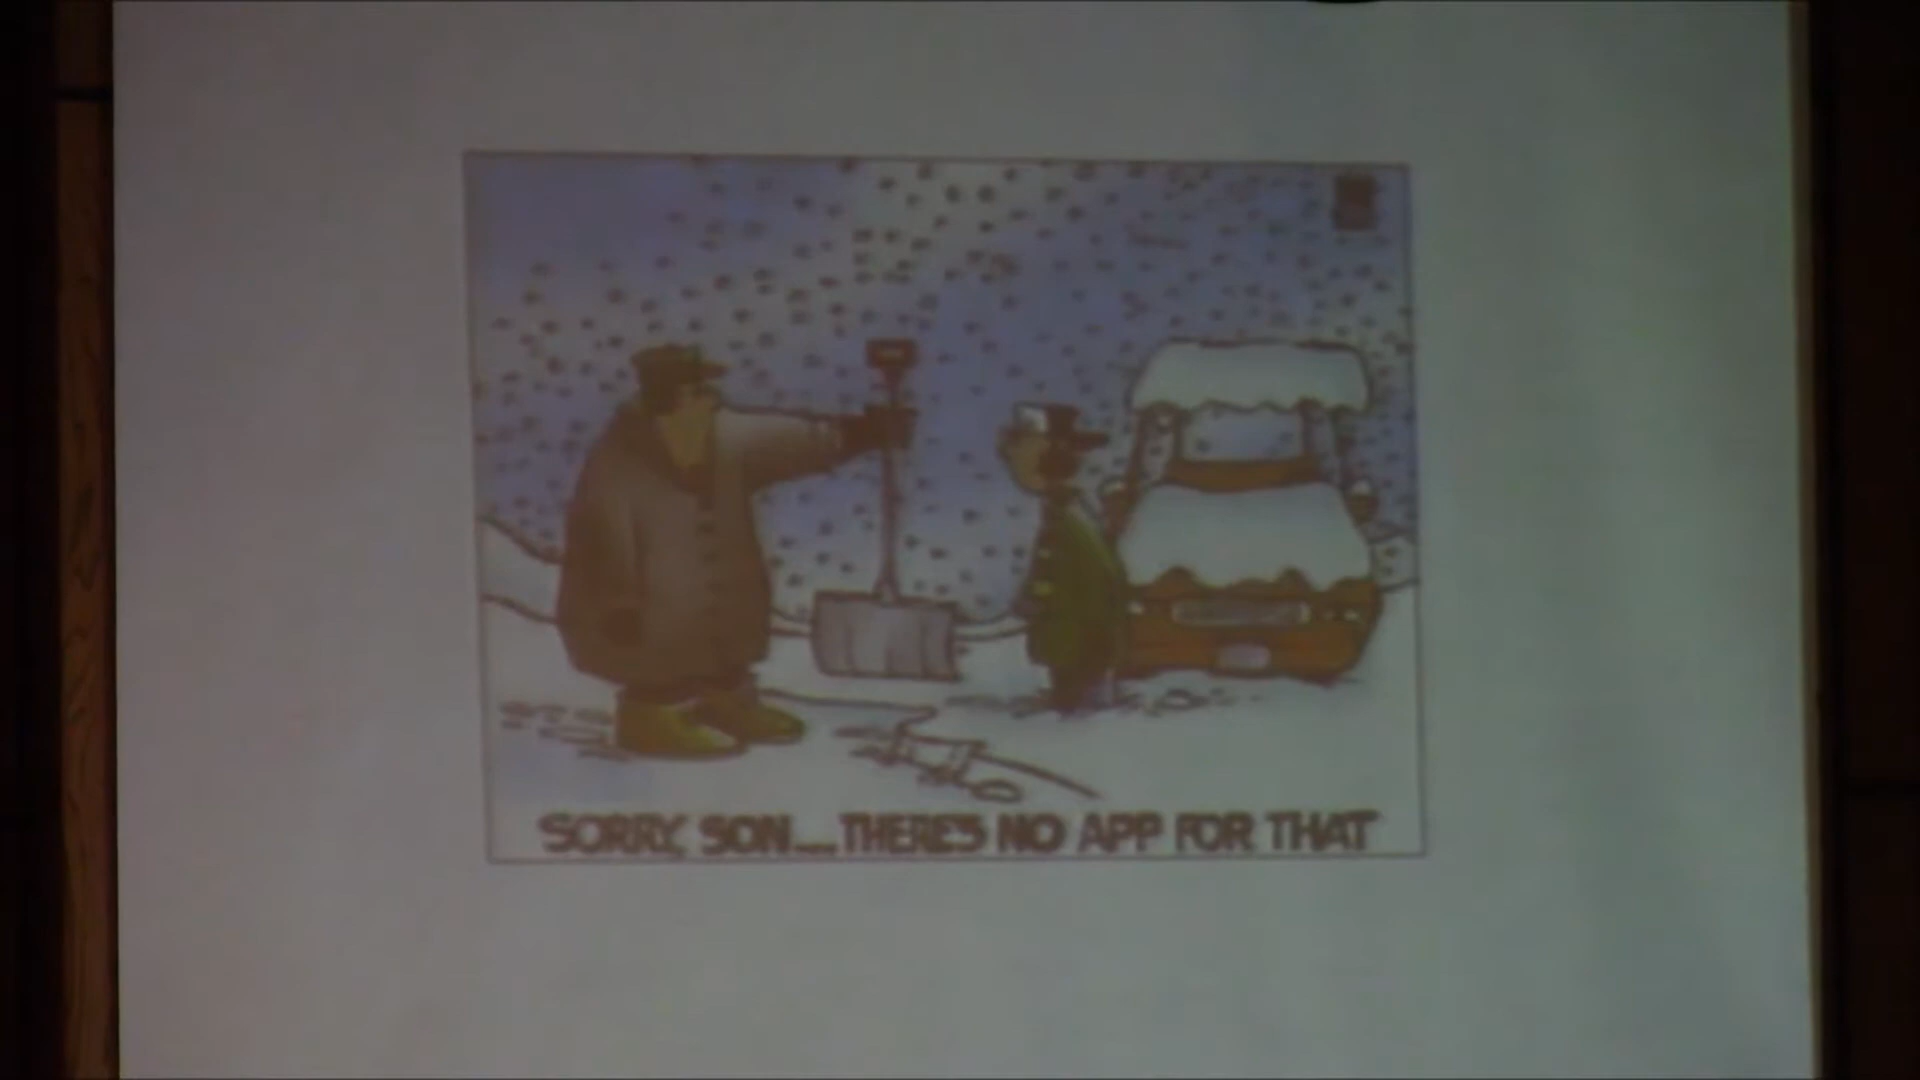 SORRY, SON....THERE'S NO APP FOR THAT